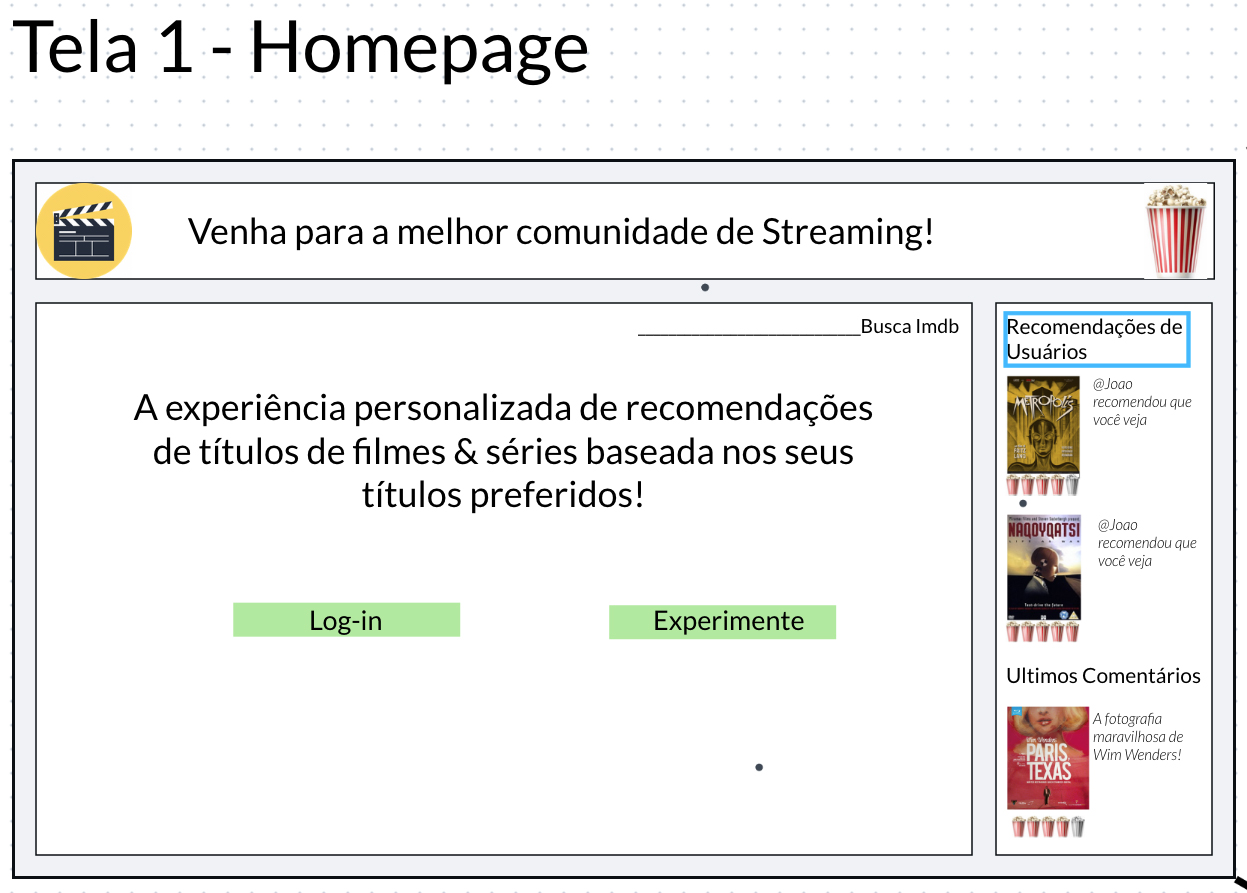 Tela 1 - Homepage
Venha para a melhor comunidade de Streaming!
Busca Imdb
A experiência personalizada de recomendações
de títulos de filmes & séries baseada nos seus
títulos preferidos!
Log-in
Experimente
Recomendações de
Usuários
METROPOLIS
@Joao
recomendou que
você veja
NAQOYQATSI
@Joao
recomendou que
você veja
Ultimos Comentários
PARIS,
TEXAS
A fotografia
maravilhosa de
Wim Wenders!